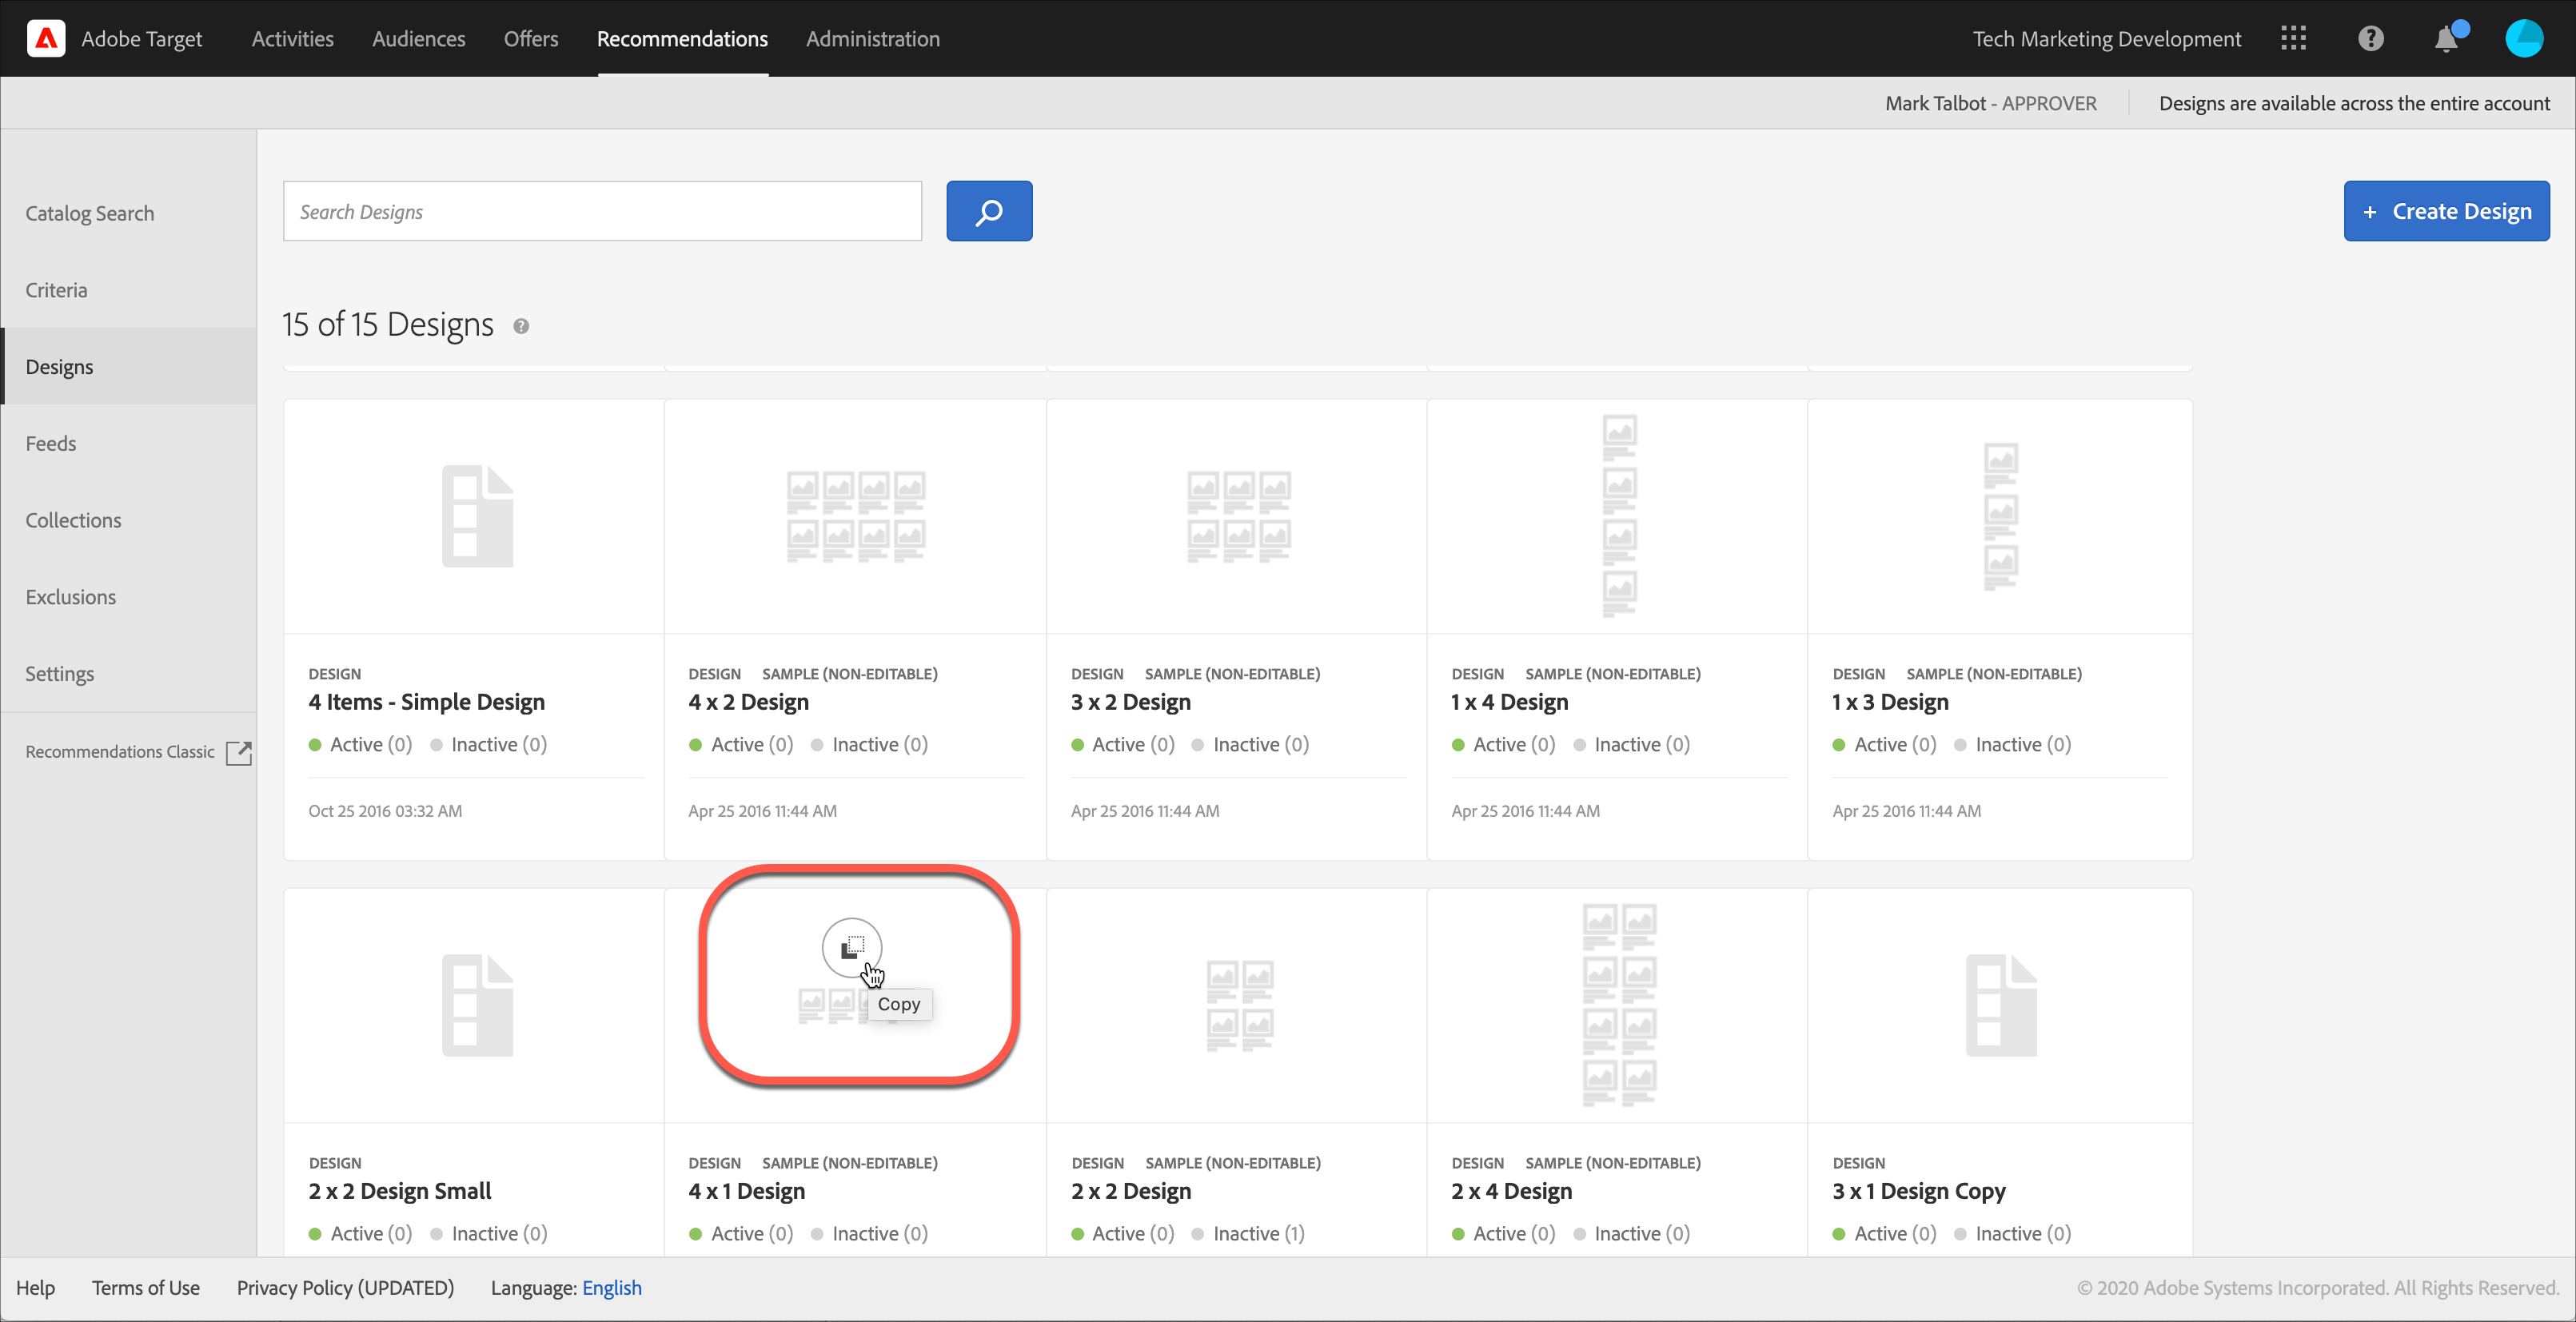 Adobe Target Activities Audiences Offers Recommendations Administration Tech Marketing Development
Mark Talbot - APPROVER Designs are available across the entire account
Catalog Search
Criteria
Designs
Feeds
Collections
Exclusions
Settings
Recommendations Classic
Search Designs
+ Create Design
15 of 15 Designs
DESIGN
4 Items - Simple Design
Active (0) Inactive (0)
Oct 25 2016 03:32 AM
DESIGN SAMPLE (NON-EDITABLE)
4 x 2 Design
Active (0) Inactive (0)
Apr 25 2016 11:44 AM
DESIGN SAMPLE (NON-EDITABLE)
3 x 2 Design
Active (0) Inactive (0)
Apr 25 2016 11:44 AM
DESIGN SAMPLE (NON-EDITABLE)
1 x 4 Design
Active (0) Inactive (0)
Apr 25 2016 11:44 AM
DESIGN SAMPLE (NON-EDITABLE)
1 x 3 Design
Active (0) Inactive (0)
Apr 25 2016 11:44 AM
DESIGN
2 x 2 Design Small
Active (0) Inactive (0)
Copy
DESIGN SAMPLE (NON-EDITABLE)
4 x 1 Design
Active (0) Inactive (0)
DESIGN SAMPLE (NON-EDITABLE)
2 x 2 Design
Active (0) Inactive (1)
DESIGN SAMPLE (NON-EDITABLE)
2 x 4 Design
Active (0) Inactive (0)
DESIGN
3 x 1 Design Copy
Active (0) Inactive (0)
Help Terms of Use Privacy Policy (UPDATED) Language: English © 2020 Adobe Systems Incorporated. All Rights Reserved.